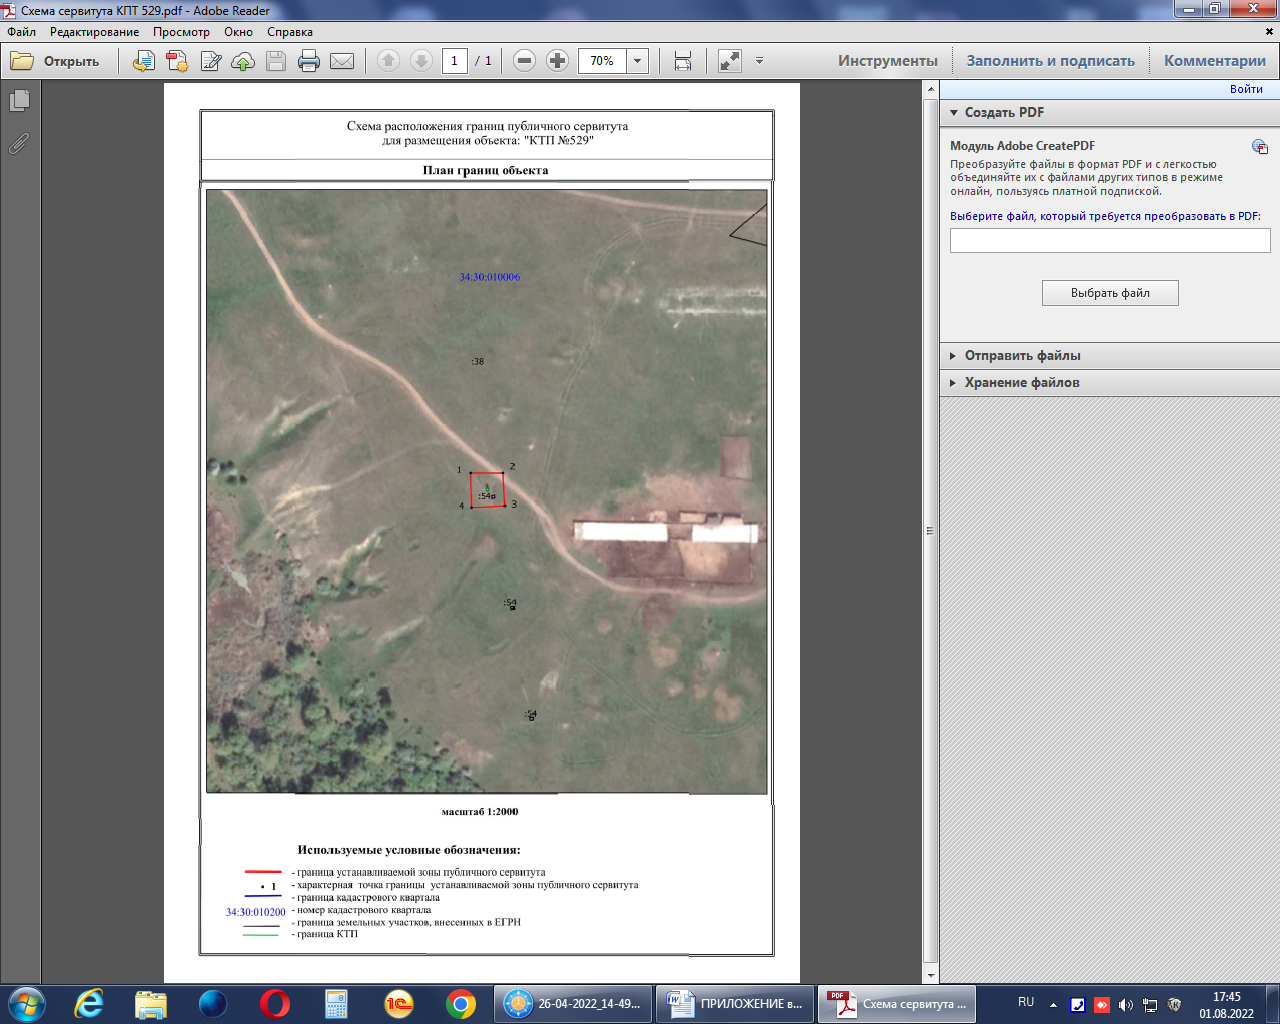 Схема сервитута КПТ 529.pdf - Adobe Reader
Файл Редактирование Просмотр Окно Справка
Открыть 1 / 1 70% Инструменты Заполнить и подписать Комментарии
Войти
Создать PDF
Модуль Adobe CreatePDF
Преобразуйте файлы в формат PDF и с легкостью
объединяйте их с файлами других типов в режиме
онлайн, пользуясь платной подпиской.
Выберите файл, который требуется преобразовать в PDF:
Выбрать файл
Отправить файлы
Хранение файлов
Схема расположения границ публичного сервитута
для размещения объекта: "КТП №529"
План границ объекта
34:30:010006
:38
1 2
:54
4 3
:54
:54
масштаб 1:2000
Используемые условные обозначения:
- граница устанавливаемой зоны публичного сервитута
• 1 - характерная точка границы устанавливаемой зоны публичного сервитута
- граница кадастрового квартала
34:30:010200 - номер кадастрового квартала
- граница земельных участков, внесенных в ЕГРН
- граница КТП
26-04-2022_14-49... ПРИЛОЖЕНИЕ в... Схема сервитута ... RU 17:45
01.08.2022